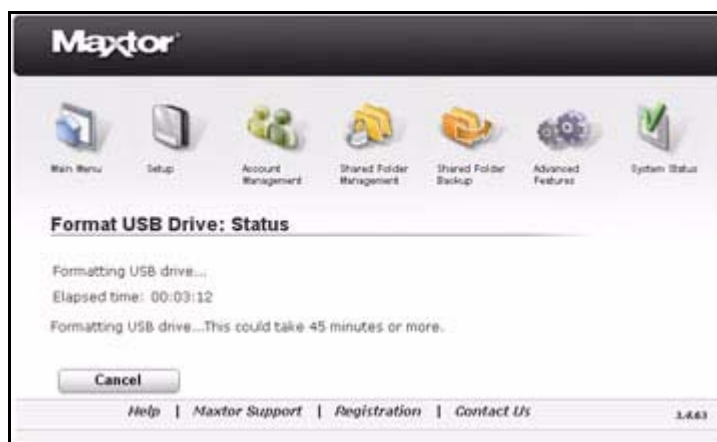 Maxtor
Main Menu
Setup
Account Management
Shared Folder Management
Shared Folder Backup
Advanced Features
System Status
Format USB Drive: Status
Formatting USB drive...
Elapsed time: 00:03:12
Formatting USB drive...This could take 45 minutes or more.
Cancel
Help | Maxtor Support | Registration | Contact Us